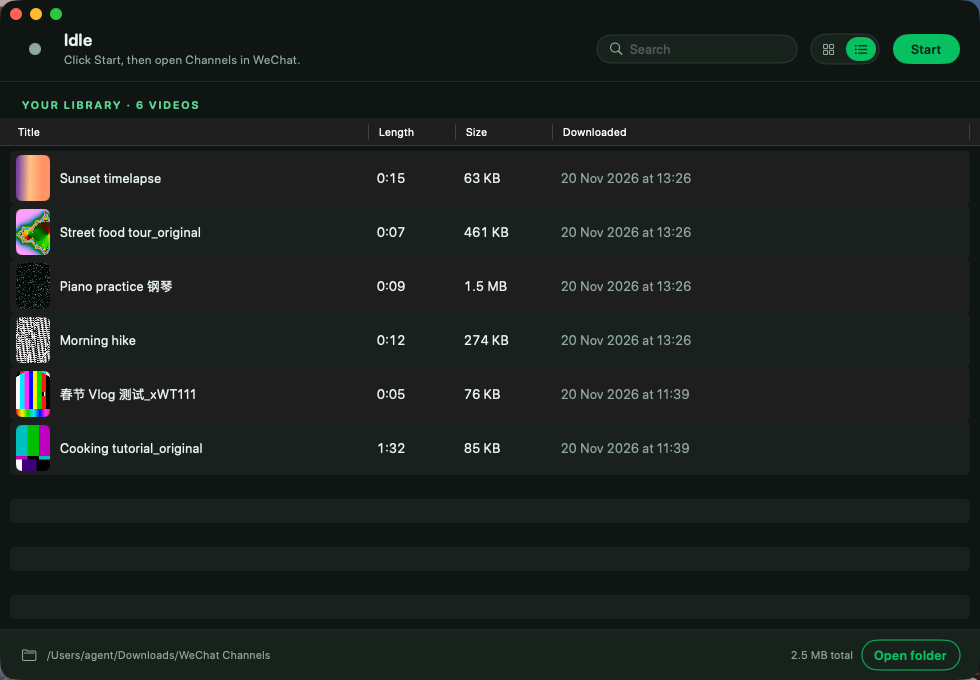 Idle
Click Start, then open Channels in WeChat.
Search
Start
YOUR LIBRARY · 6 VIDEOS
Title Length Size Downloaded
Sunset timelapse 0:15 63 KB 20 Nov 2026 at 13:26
Street food tour_original 0:07 461 KB 20 Nov 2026 at 13:26
Piano practice 钢琴 0:09 1.5 MB 20 Nov 2026 at 13:26
Morning hike 0:12 274 KB 20 Nov 2026 at 13:26
春节 Vlog 测试_xWT111 0:05 76 KB 20 Nov 2026 at 11:39
Cooking tutorial_original 1:32 85 KB 20 Nov 2026 at 11:39
/Users/agent/Downloads/WeChat Channels 2.5 MB total Open folder